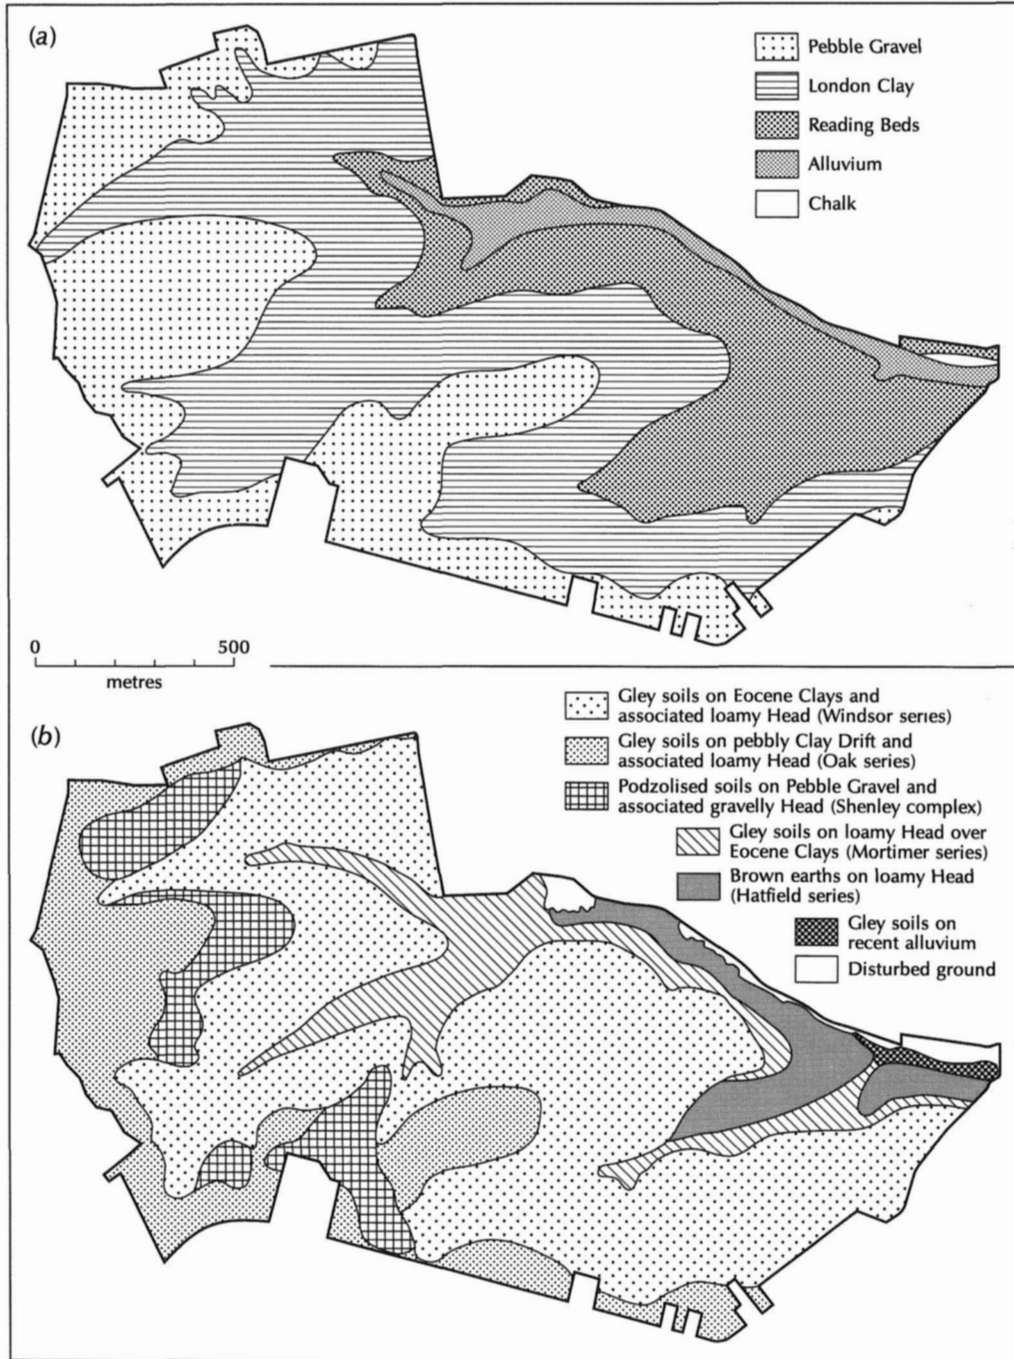 (a)
Pebble Gravel
London Clay
Reading Beds
Alluvium
Chalk
0 500
metres
(b)
Gley soils on Eocene Clays and
associated loamy Head (Windsor series)
Gley soils on pebbly Clay Drift and
associated loamy Head (Oak series)
Podzolised soils on Pebble Gravel and
associated gravelly Head (Shenley complex)
Gley soils on loamy Head over
Eocene Clays (Mortimer series)
Brown earths on loamy Head
(Hatfield series)
Gley soils on
recent alluvium
Disturbed ground